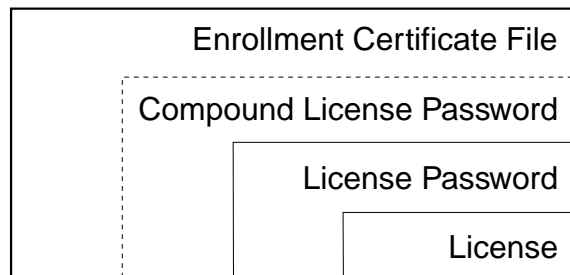 Enrollment Certificate File
Compound License Password
License Password
License